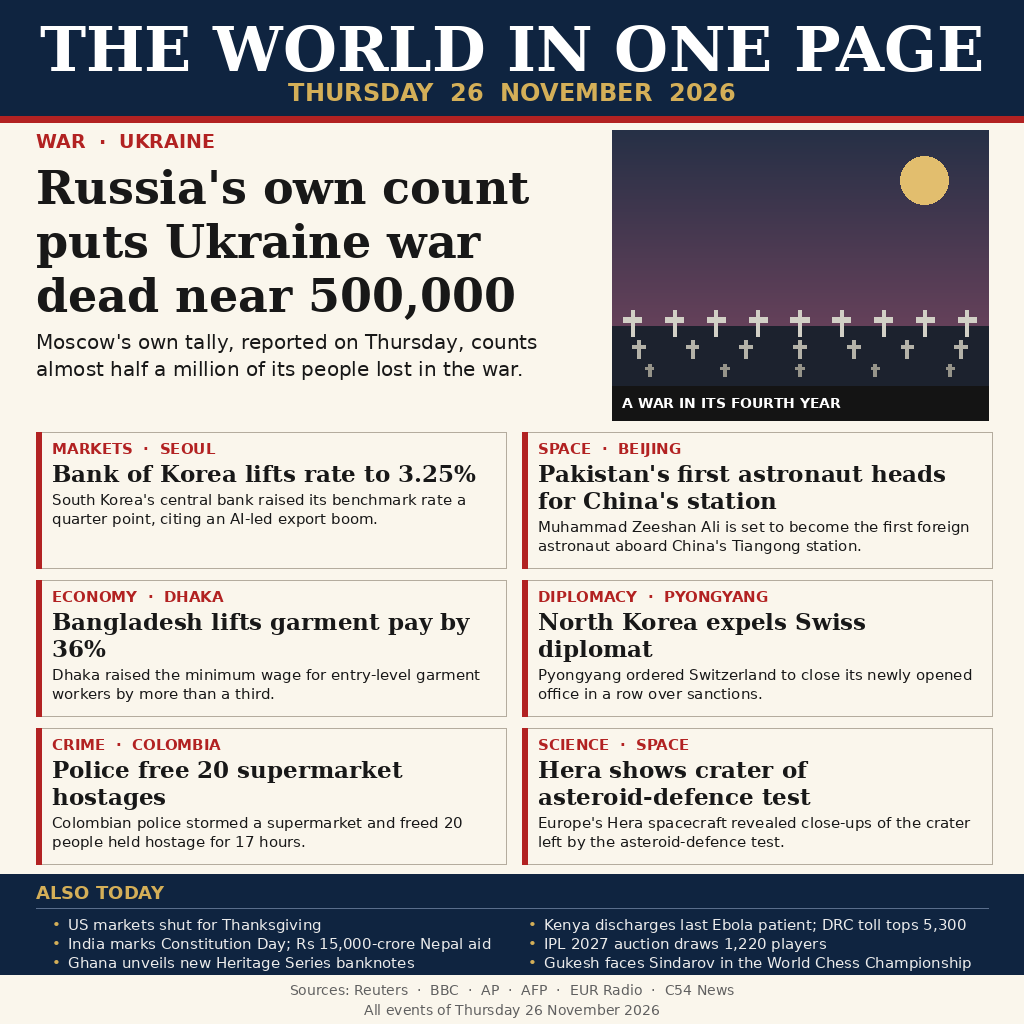 THE WORLD IN ONE PAGE
THURSDAY 26 NOVEMBER 2026
WAR · UKRAINE
Russia's own count
puts Ukraine war
dead near 500,000
Moscow's own tally, reported on Thursday, counts
almost half a million of its people lost in the war.
A WAR IN ITS FOURTH YEAR
MARKETS · SEOUL
Bank of Korea lifts rate to 3.25%
South Korea's central bank raised its benchmark rate a
quarter point, citing an AI-led export boom.
SPACE · BEIJING
Pakistan's first astronaut heads
for China's station
Muhammad Zeeshan Ali is set to become the first foreign
astronaut aboard China's Tiangong station.
ECONOMY · DHAKA
Bangladesh lifts garment pay by
36%
Dhaka raised the minimum wage for entry-level garment
workers by more than a third.
DIPLOMACY · PYONGYANG
North Korea expels Swiss
diplomat
Pyongyang ordered Switzerland to close its newly opened
office in a row over sanctions.
CRIME · COLOMBIA
Police free 20 supermarket
hostages
Colombian police stormed a supermarket and freed 20
people held hostage for 17 hours.
SCIENCE · SPACE
Hera shows crater of
asteroid-defence test
Europe's Hera spacecraft revealed close-ups of the crater
left by the asteroid-defence test.
ALSO TODAY
• US markets shut for Thanksgiving
• India marks Constitution Day; Rs 15,000-crore Nepal aid
• Ghana unveils new Heritage Series banknotes
• Kenya discharges last Ebola patient; DRC toll tops 5,300
• IPL 2027 auction draws 1,220 players
• Gukesh faces Sindarov in the World Chess Championship
Sources: Reuters · BBC · AP · AFP · EUR Radio · C54 News
All events of Thursday 26 November 2026